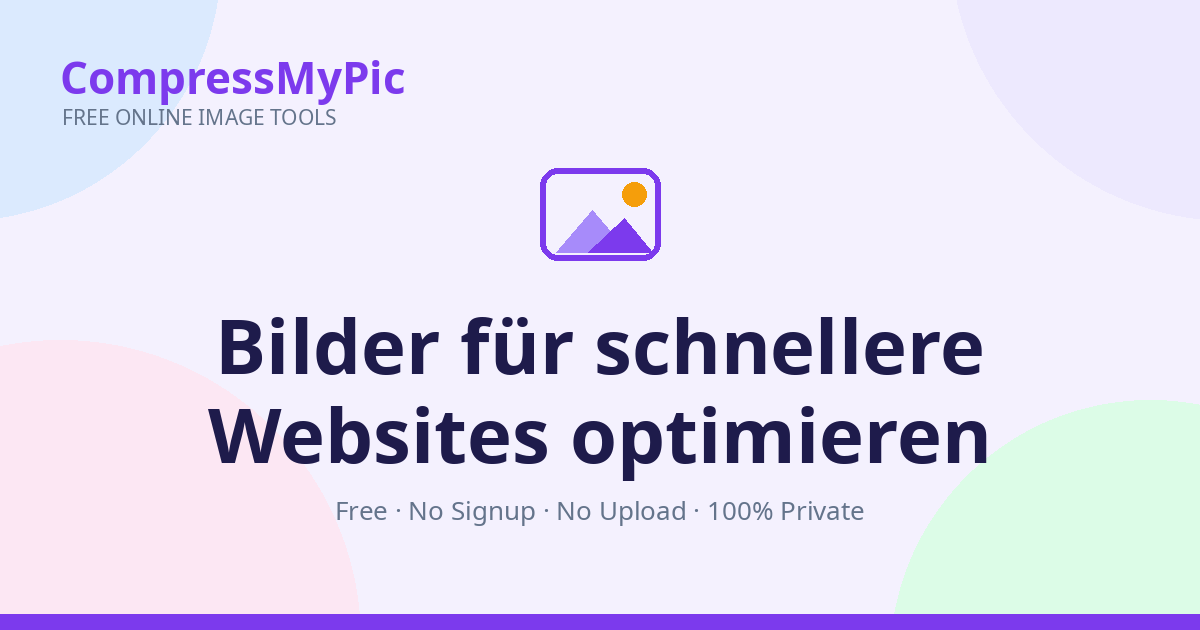 CompressMyPic
FREE ONLINE IMAGE TOOLS
Bilder für schnellere
Websites optimieren
Free · No Signup · No Upload · 100% Private